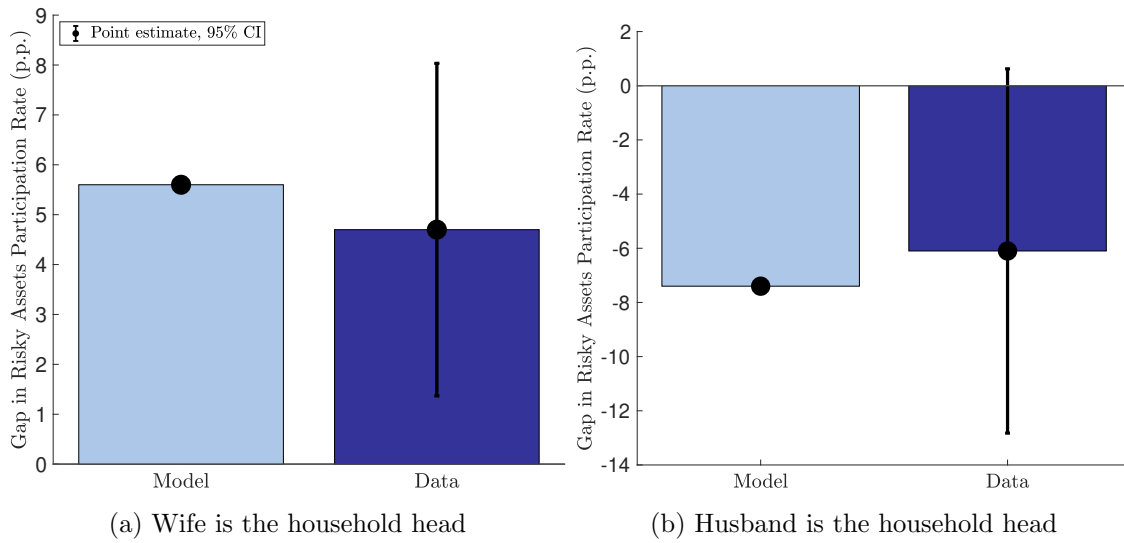 Gap in Risky Assets Participation Rate (p.p.)
9
8
7
6
5
4
3
2
1
0
Point estimate, 95% CI
Model
Data
(a) Wife is the household head
Gap in Risky Assets Participation Rate (p.p.)
2
0
-2
-4
-6
-8
-10
-12
-14
Model
Data
(b) Husband is the household head